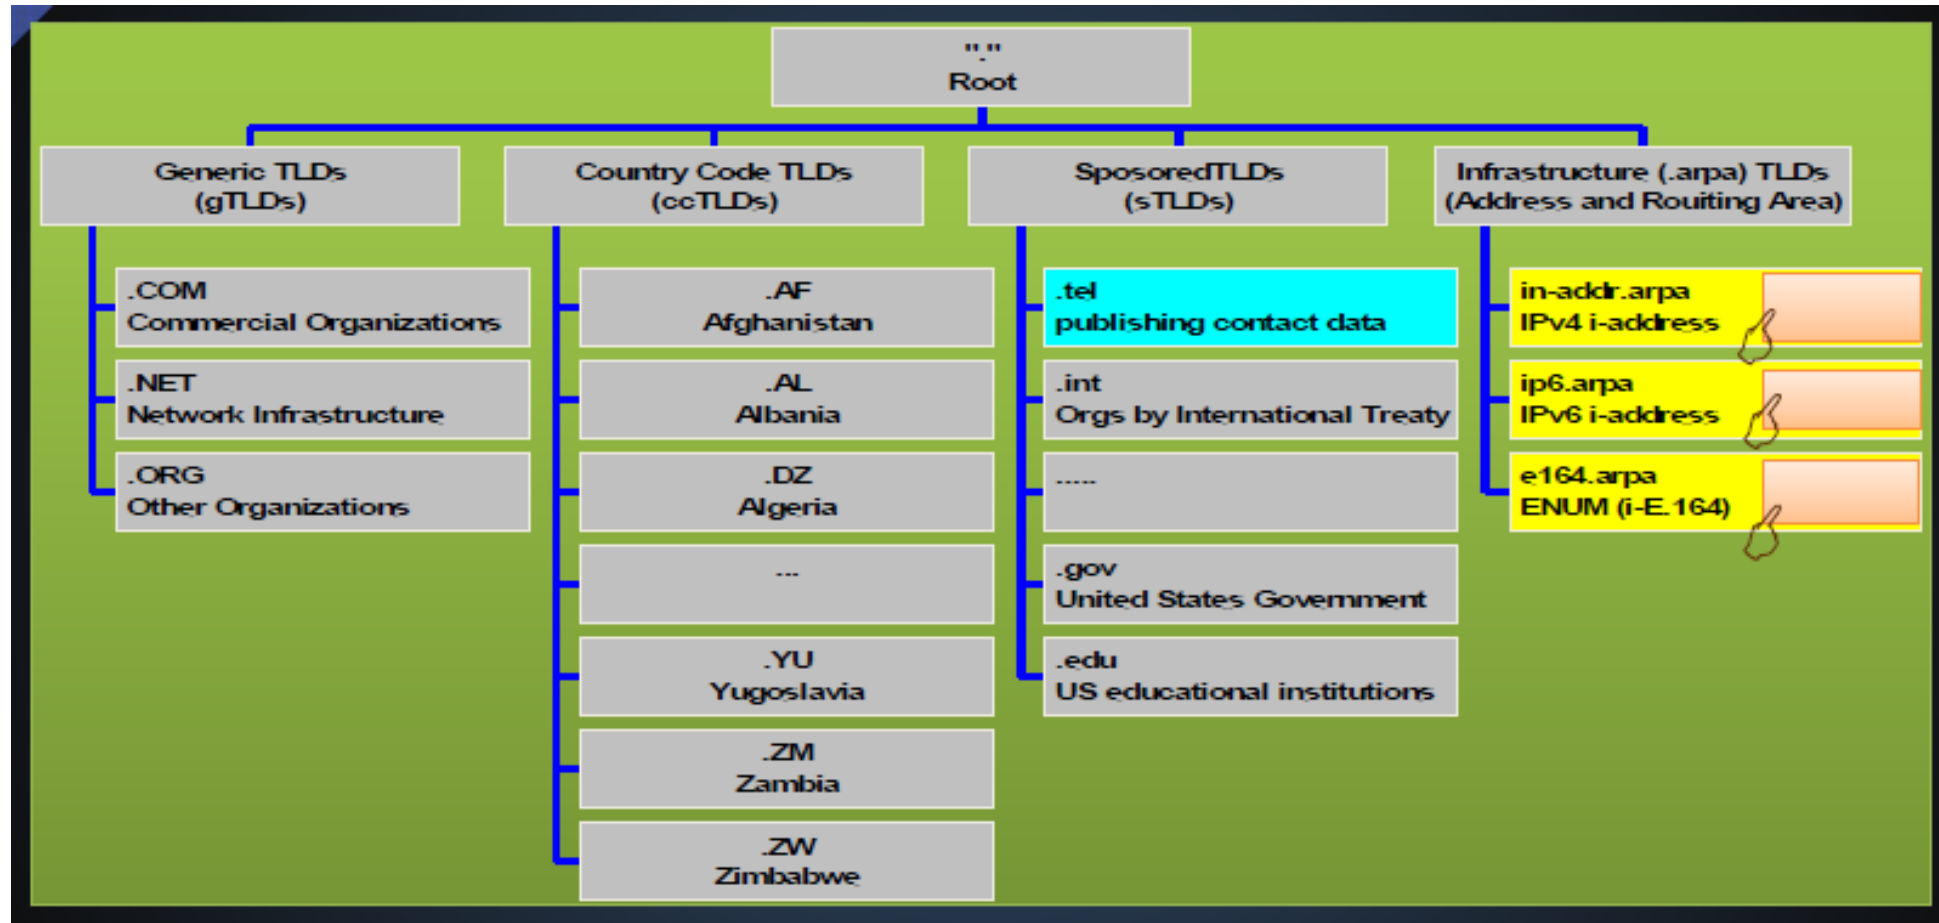 "."
Root
Generic TLDs
(gTLDs)
.COM
Commercial Organizations
.NET
Network Infrastructure
.ORG
Other Organizations
Country Code TLDs
(ccTLDs)
.AF
Afghanistan
.AL
Albania
.DZ
Algeria
...
.YU
Yugoslavia
.ZM
Zambia
.ZW
Zimbabwe
SposoredTLDs
(sTLDs)
.tel
publishing contact data
.int
Orgs by International Treaty
.....
.gov
United States Government
.edu
US educational institutions
Infrastructure (.arpa) TLDs
(Address and Rouiting Area)
in-addr.arpa
IPv4 i-address
ip6.arpa
IPv6 i-address
e164.arpa
ENUM (i-E.164)